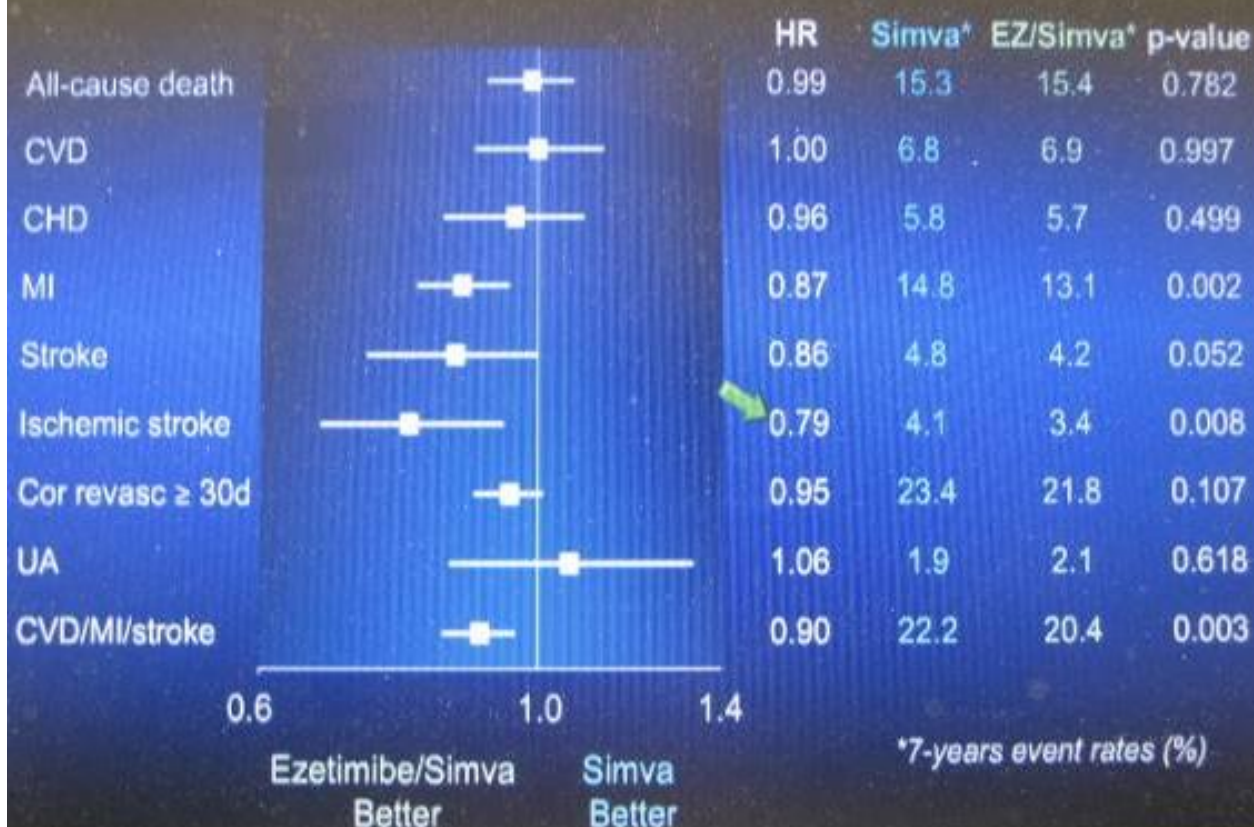 HR Simva* EZ/Simva* p-value
All-cause death 0.99 15.3 15.4 0.782
CVD 1.00 6.8 6.9 0.997
CHD 0.96 5.8 5.7 0.499
MI 0.87 14.8 13.1 0.002
Stroke 0.86 4.8 4.2 0.052
Ischemic stroke 0.79 4.1 3.4 0.008
Cor revasc ≥ 30d 0.95 23.4 21.8 0.107
UA 1.06 1.9 2.1 0.618
CVD/MI/stroke 0.90 22.2 20.4 0.003
0.6 1.0 1.4
*7-years event rates (%)
Ezetimibe/Simva Simva
Better Better